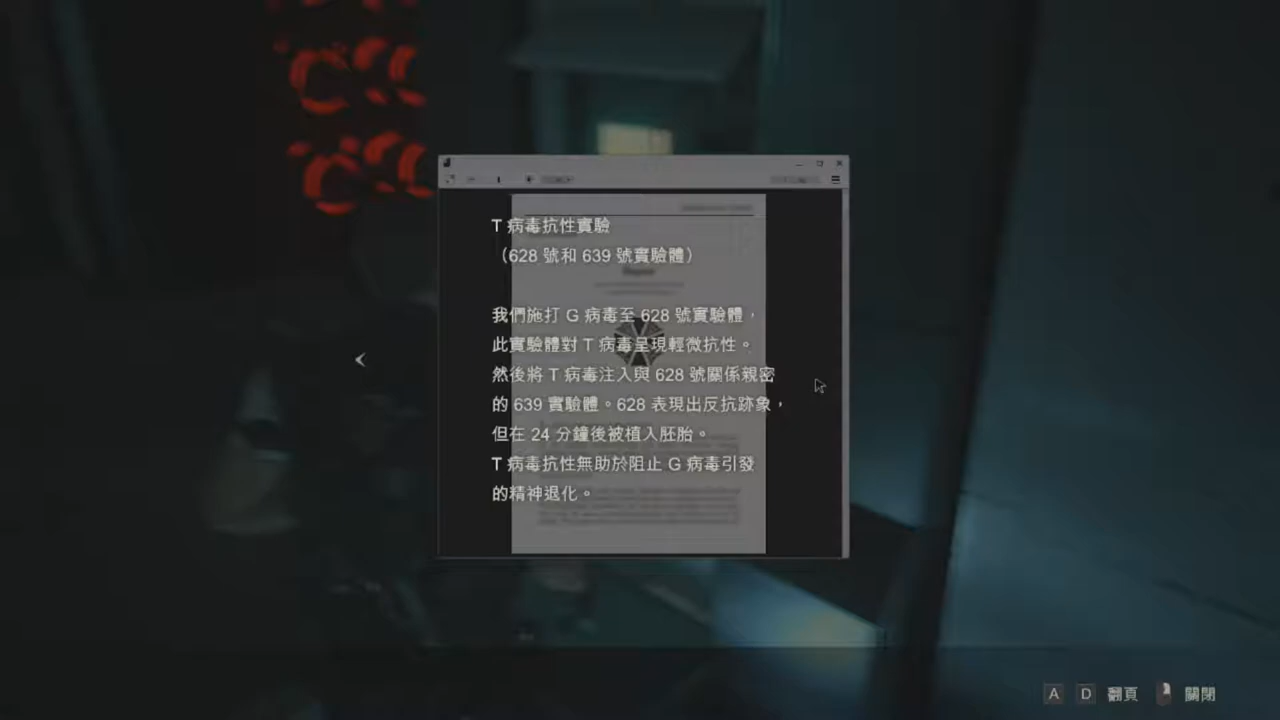 T 病毒抗性實驗
（628 號和 639 號實驗體）
我們施打 G 病毒至 628 號實驗體，
此實驗體對 T 病毒呈現輕微抗性。
然後將 T 病毒注入與 628 號關係親密
的 639 實驗體。628 表現出反抗跡象，
但在 24 分鐘後被植入胚胎。
T 病毒抗性無助於阻止 G 病毒引發
的精神退化。
A D 翻頁 關閉